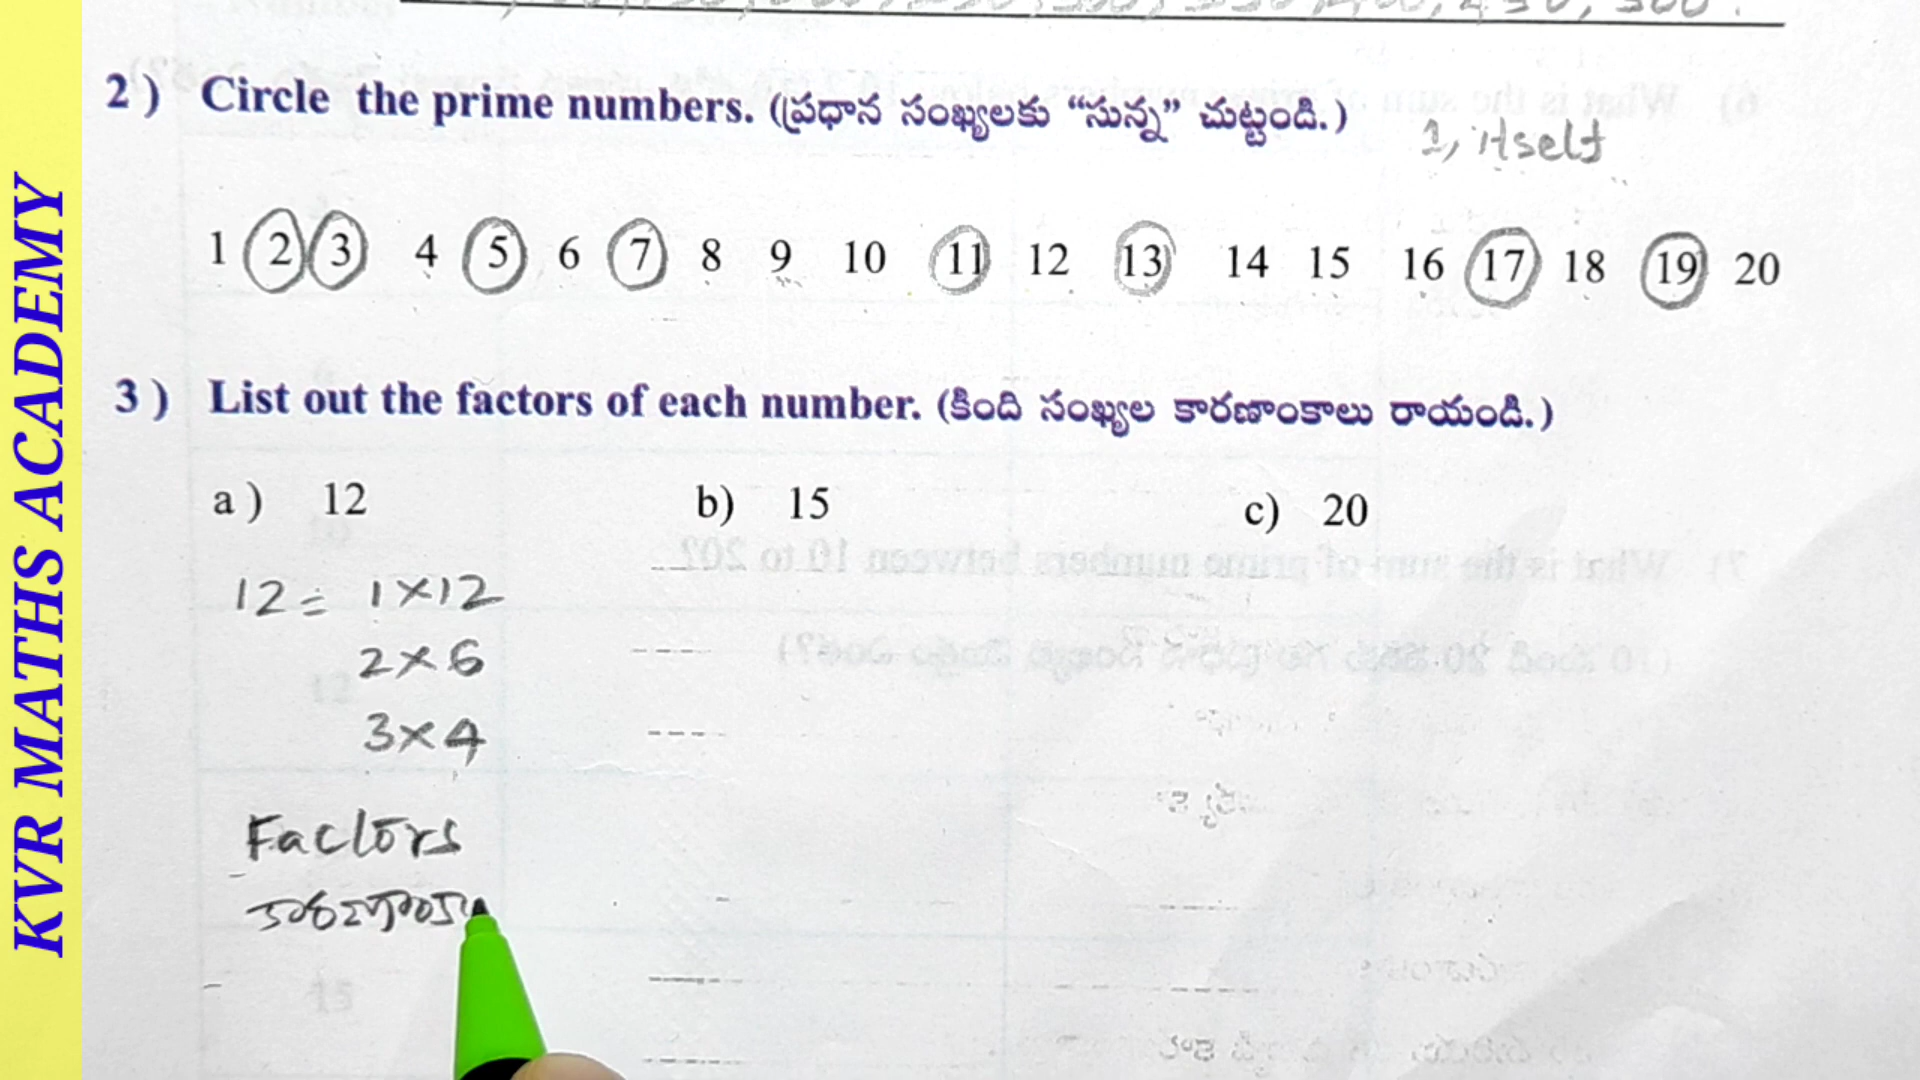 KVR MATHS ACADEMY
2 ) Circle the prime numbers. (ప్రధాన సంఖ్యలకు “సున్న” చుట్టండి.)
1, itself
1 2 3 4 5 6 7 8 9 10 11 12 13 14 15 16 17 18 19 20
3 ) List out the factors of each number. (కింది సంఖ్యల కారణాంకాలు రాయండి.)
a ) 12 b) 15 c) 20
12 = 1×12
2×6
3×4
Factors